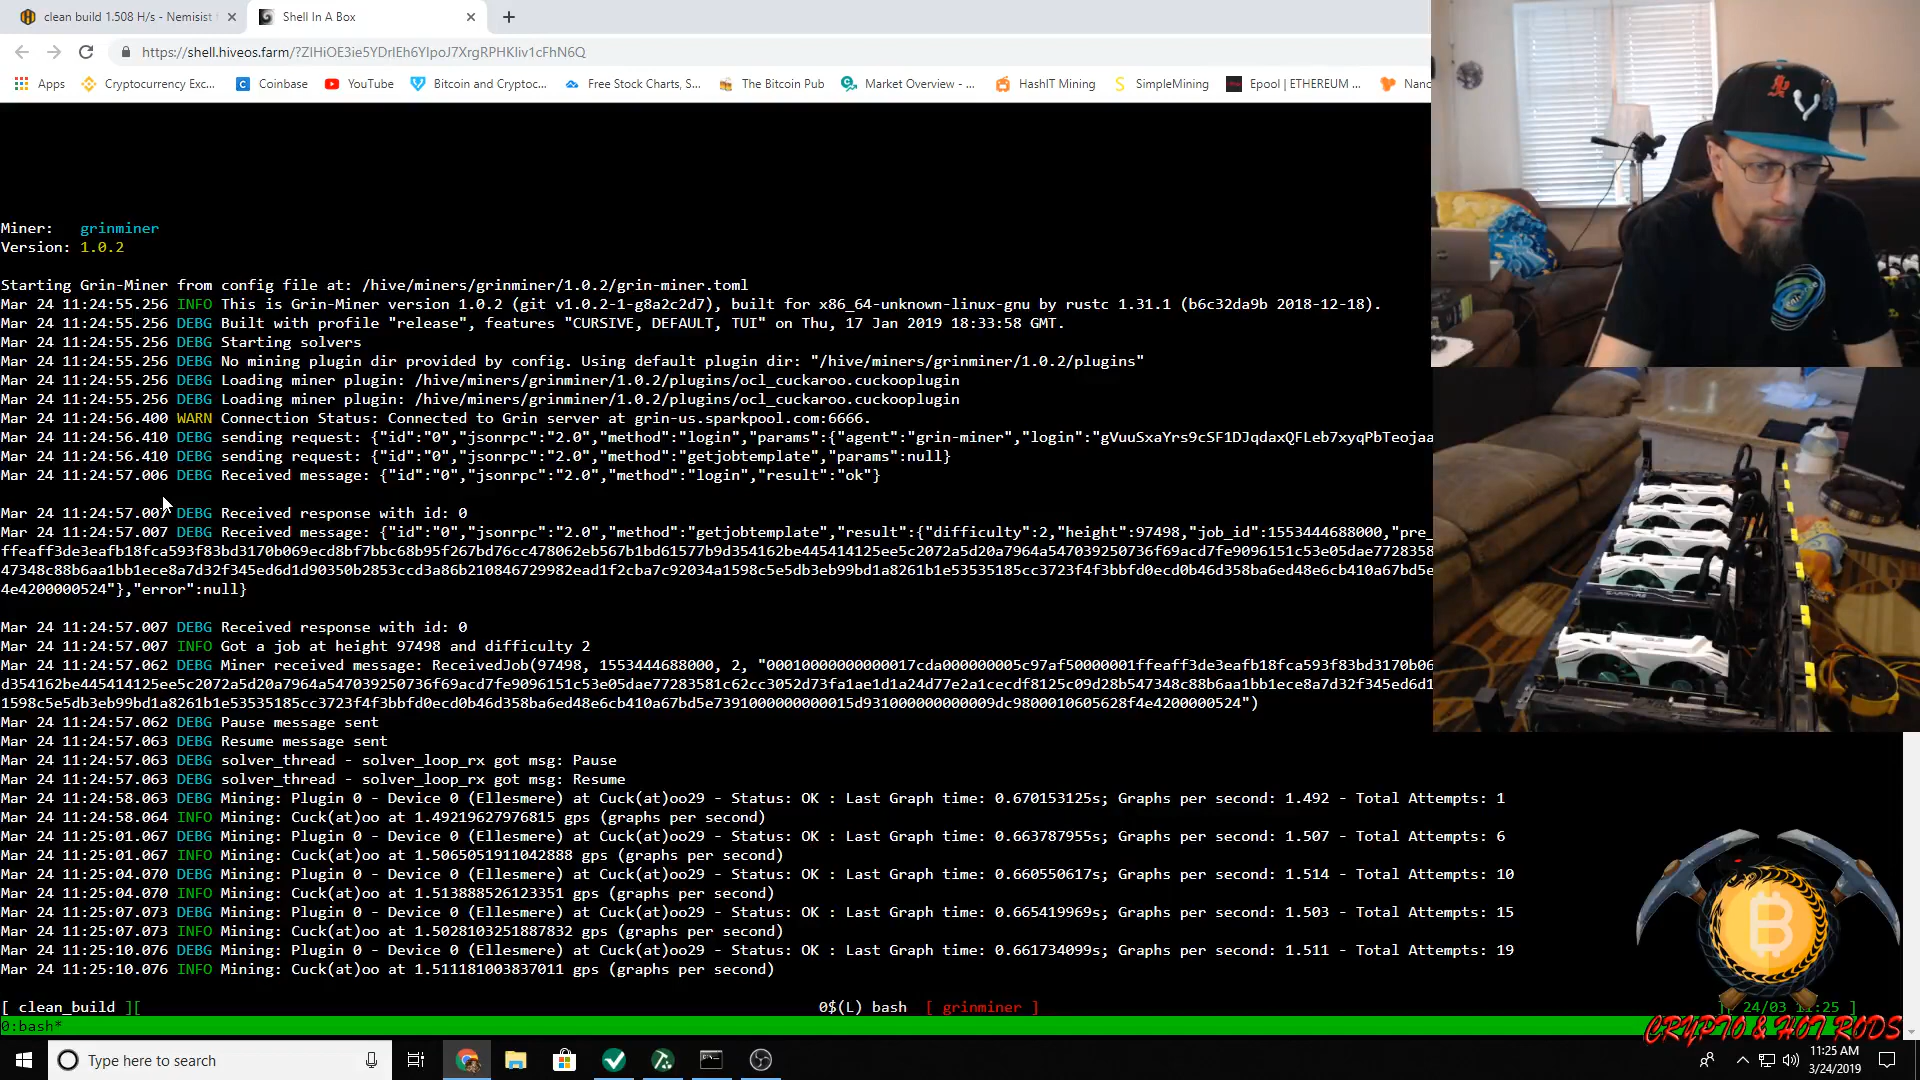 clean build 1.508 H/s - Nemisist
Shell In A Box
https://shell.hiveos.farm/?ZIHiOE3ie5YDrIEh6YIpoJ7XrgRPHKIiv1cFhN6Q
Apps
Cryptocurrency Exc...
Coinbase
YouTube
Bitcoin and Cryptoc...
Free Stock Charts, S...
The Bitcoin Pub
Market Overview - ...
HashIT Mining
SimpleMining
Epool | ETHEREUM ...
Nanc
Miner: grinminer
Version: 1.0.2
Starting Grin-Miner from config file at: /hive/miners/grinminer/1.0.2/grin-miner.toml
Mar 24 11:24:55.256 INFO This is Grin-Miner version 1.0.2 (git v1.0.2-1-g8a2c2d7), built for x86_64-unknown-linux-gnu by rustc 1.31.1 (b6c32da9b 2018-12-18).
Mar 24 11:24:55.256 DEBG Built with profile "release", features "CURSIVE, DEFAULT, TUI" on Thu, 17 Jan 2019 18:33:58 GMT.
Mar 24 11:24:55.256 DEBG Starting solvers
Mar 24 11:24:55.256 DEBG No mining plugin dir provided by config. Using default plugin dir: "/hive/miners/grinminer/1.0.2/plugins"
Mar 24 11:24:55.256 DEBG Loading miner plugin: /hive/miners/grinminer/1.0.2/plugins/ocl_cuckaroo.cuckooplugin
Mar 24 11:24:55.256 DEBG Loading miner plugin: /hive/miners/grinminer/1.0.2/plugins/ocl_cuckaroo.cuckooplugin
Mar 24 11:24:56.400 WARN Connection Status: Connected to Grin server at grin-us.sparkpool.com:6666.
Mar 24 11:24:56.410 DEBG sending request: {"id":"0","jsonrpc":"2.0","method":"login","params":{"agent":"grin-miner","login":"gVuuSxaYrs9cSF1DJqdaxQFLeb7xyqPbTeojaa
Mar 24 11:24:56.410 DEBG sending request: {"id":"0","jsonrpc":"2.0","method":"getjobtemplate","params":null}
Mar 24 11:24:57.006 DEBG Received message: {"id":"0","jsonrpc":"2.0","method":"login","result":"ok"}
Mar 24 11:24:57.007 DEBG Received response with id: 0
Mar 24 11:24:57.007 DEBG Received message: {"id":"0","jsonrpc":"2.0","method":"getjobtemplate","result":{"difficulty":2,"height":97498,"job_id":1553444688000,"pre_
ffeaff3de3eafb18fca593f83bd3170b069ecd8bf7bbc68b95f267bd76cc478062eb567b1bd61577b9d354162be445414125ee5c2072a5d20a7964a547039250736f69acd7fe9096151c53e05dae7728358
47348c88b6aa1bb1ece8a7d32f345ed6d1d90350b2853ccd3a86b210846729982ead1f2cba7c92034a1598c5e5db3eb99bd1a8261b1e53535185cc3723f4f3bbfd0ecd0b46d358ba6ed48e6cb410a67bd5e
4e4200000524"},"error":null}
Mar 24 11:24:57.007 DEBG Received response with id: 0
Mar 24 11:24:57.007 INFO Got a job at height 97498 and difficulty 2
Mar 24 11:24:57.062 DEBG Miner received message: ReceivedJob(97498, 1553444688000, 2, "00010000000000017cda000000005c97af50000001ffeaff3de3eafb18fca593f83bd3170b06
d354162be445414125ee5c2072a5d20a7964a547039250736f69acd7fe9096151c53e05dae77283581c62cc3052d73fa1ae1d1a24d77e2a1cecdf8125c09d28b547348c88b6aa1bb1ece8a7d32f345ed6d1
1598c5e5db3eb99bd1a8261b1e53535185cc3723f4f3bbfd0ecd0b46d358ba6ed48e6cb410a67bd5e7391000000000015d931000000000009dc9800010605628f4e4200000524")
Mar 24 11:24:57.062 DEBG Pause message sent
Mar 24 11:24:57.063 DEBG Resume message sent
Mar 24 11:24:57.063 DEBG solver_thread - solver_loop_rx got msg: Pause
Mar 24 11:24:57.063 DEBG solver_thread - solver_loop_rx got msg: Resume
Mar 24 11:24:58.063 DEBG Mining: Plugin 0 - Device 0 (Ellesmere) at Cuck(at)oo29 - Status: OK : Last Graph time: 0.670153125s; Graphs per second: 1.492 - Total Attempts: 1
Mar 24 11:24:58.064 INFO Mining: Cuck(at)oo at 1.49219627976815 gps (graphs per second)
Mar 24 11:25:01.067 DEBG Mining: Plugin 0 - Device 0 (Ellesmere) at Cuck(at)oo29 - Status: OK : Last Graph time: 0.663787955s; Graphs per second: 1.507 - Total Attempts: 6
Mar 24 11:25:01.067 INFO Mining: Cuck(at)oo at 1.5065051911042888 gps (graphs per second)
Mar 24 11:25:04.070 DEBG Mining: Plugin 0 - Device 0 (Ellesmere) at Cuck(at)oo29 - Status: OK : Last Graph time: 0.660550617s; Graphs per second: 1.514 - Total Attempts: 10
Mar 24 11:25:04.070 INFO Mining: Cuck(at)oo at 1.513888526123351 gps (graphs per second)
Mar 24 11:25:07.073 DEBG Mining: Plugin 0 - Device 0 (Ellesmere) at Cuck(at)oo29 - Status: OK : Last Graph time: 0.665419969s; Graphs per second: 1.503 - Total Attempts: 15
Mar 24 11:25:07.073 INFO Mining: Cuck(at)oo at 1.5028103251887832 gps (graphs per second)
Mar 24 11:25:10.076 DEBG Mining: Plugin 0 - Device 0 (Ellesmere) at Cuck(at)oo29 - Status: OK : Last Graph time: 0.661734099s; Graphs per second: 1.511 - Total Attempts: 19
Mar 24 11:25:10.076 INFO Mining: Cuck(at)oo at 1.511181003837011 gps (graphs per second)
[ clean_build ][ 0$(L) bash [ grinminer ] ][ 24/03 11:25 ]
0:bash*
CRYPTO & HOT RODS
Type here to search
11:25 AM
3/24/2019